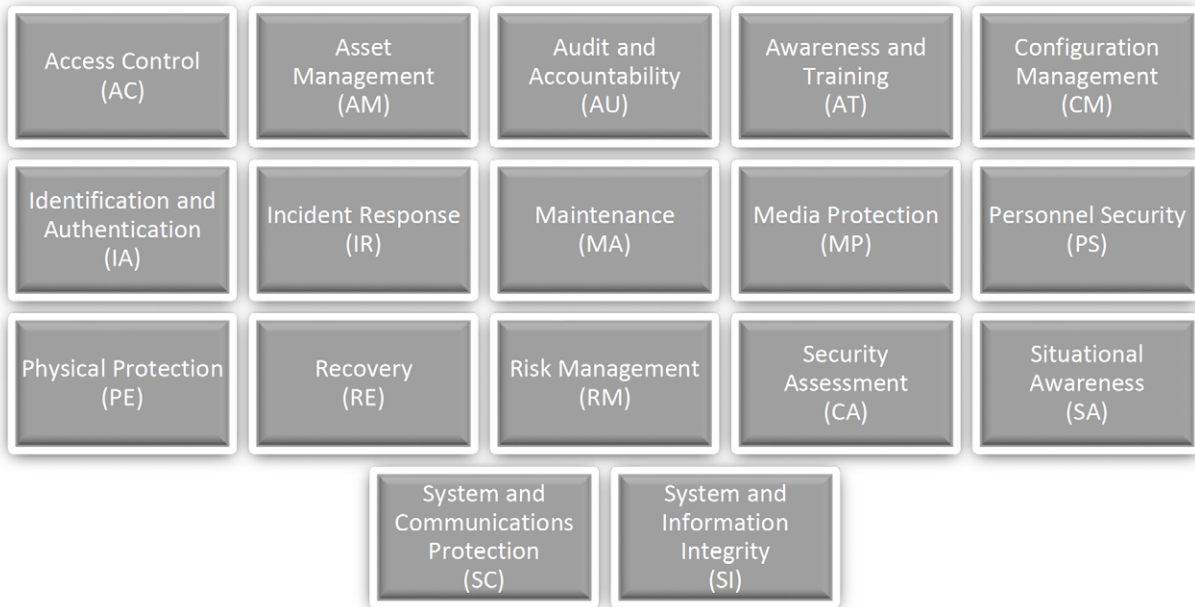 Access Control
(AC)
Asset
Management
(AM)
Audit and
Accountability
(AU)
Awareness and
Training
(AT)
Configuration
Management
(CM)
Identification and
Authentication
(IA)
Incident Response
(IR)
Maintenance
(MA)
Media Protection
(MP)
Personnel Security
(PS)
Physical Protection
(PE)
Recovery
(RE)
Risk Management
(RM)
Security
Assessment
(CA)
Situational
Awareness
(SA)
System and
Communications
Protection
(SC)
System and
Information
Integrity
(SI)